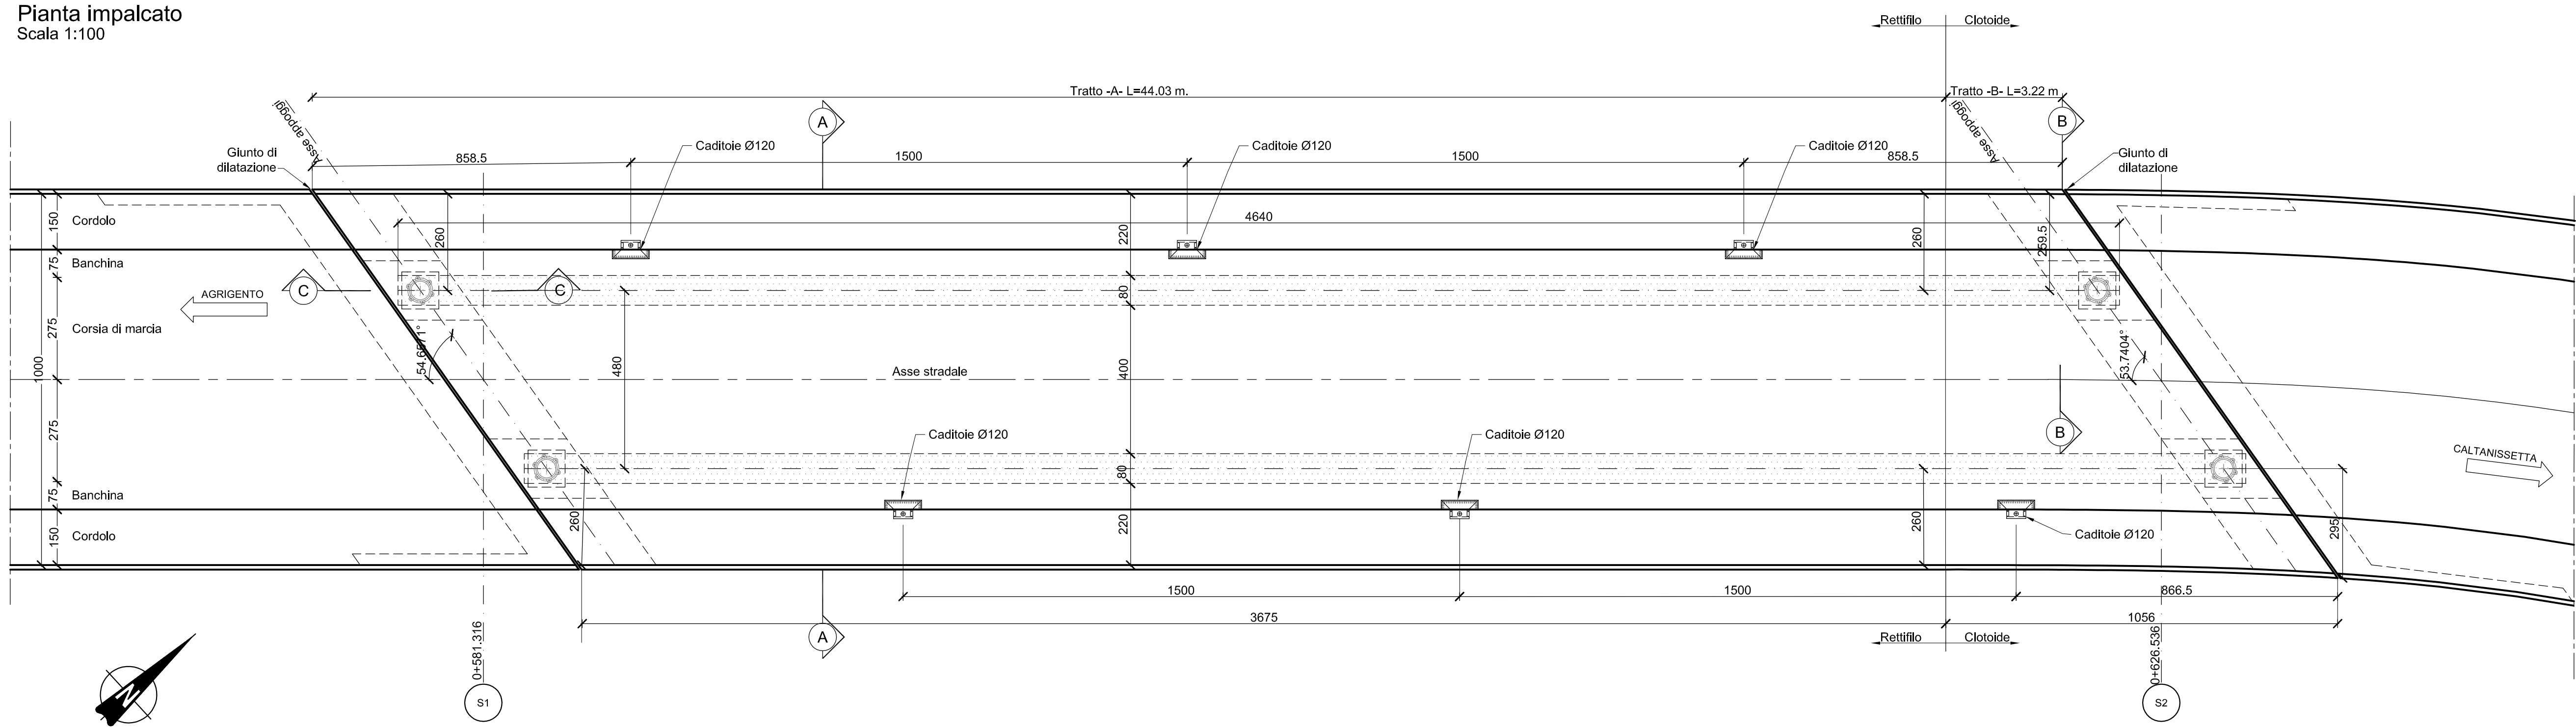 Pianta impalcato
Scala 1:100
Rettifilo
Clotoide
Tratto -A- L=44.03 m.
Tratto -B- L=3.22 m
Asse appoggi
Asse appoggi
A
B
Giunto di
dilatazione
858.5
Caditoie Ø120
1500
Caditoie Ø120
1500
Caditoie Ø120
858.5
Giunto di
dilatazione
150
Cordolo
260
4640
220
260
259.5
75
Banchina
C
C
AGRIGENTO
80
275
Corsia di marcia
1000
480
400
53.7404°
Asse stradale
275
Caditoie Ø120
Caditoie Ø120
B
CALTANISSETTA
80
75
Banchina
260
220
260
295
150
Cordolo
Caditoie Ø120
1500
1500
866.5
3675
1056
A
Rettifilo
Clotoide
N
0+581.316
S1
0+626.536
S2